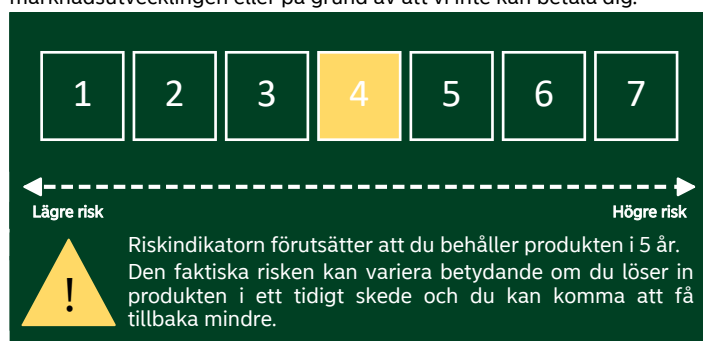 marknadsutvecklingen eller på grund av att vi inte kan betala dig.
1 2 3 4 5 6 7
Lägre risk Högre risk
! Riskindikatorn förutsätter att du behåller produkten i 5 år.
Den faktiska risken kan variera betydande om du löser in
produkten i ett tidigt skede och du kan komma att få
tillbaka mindre.